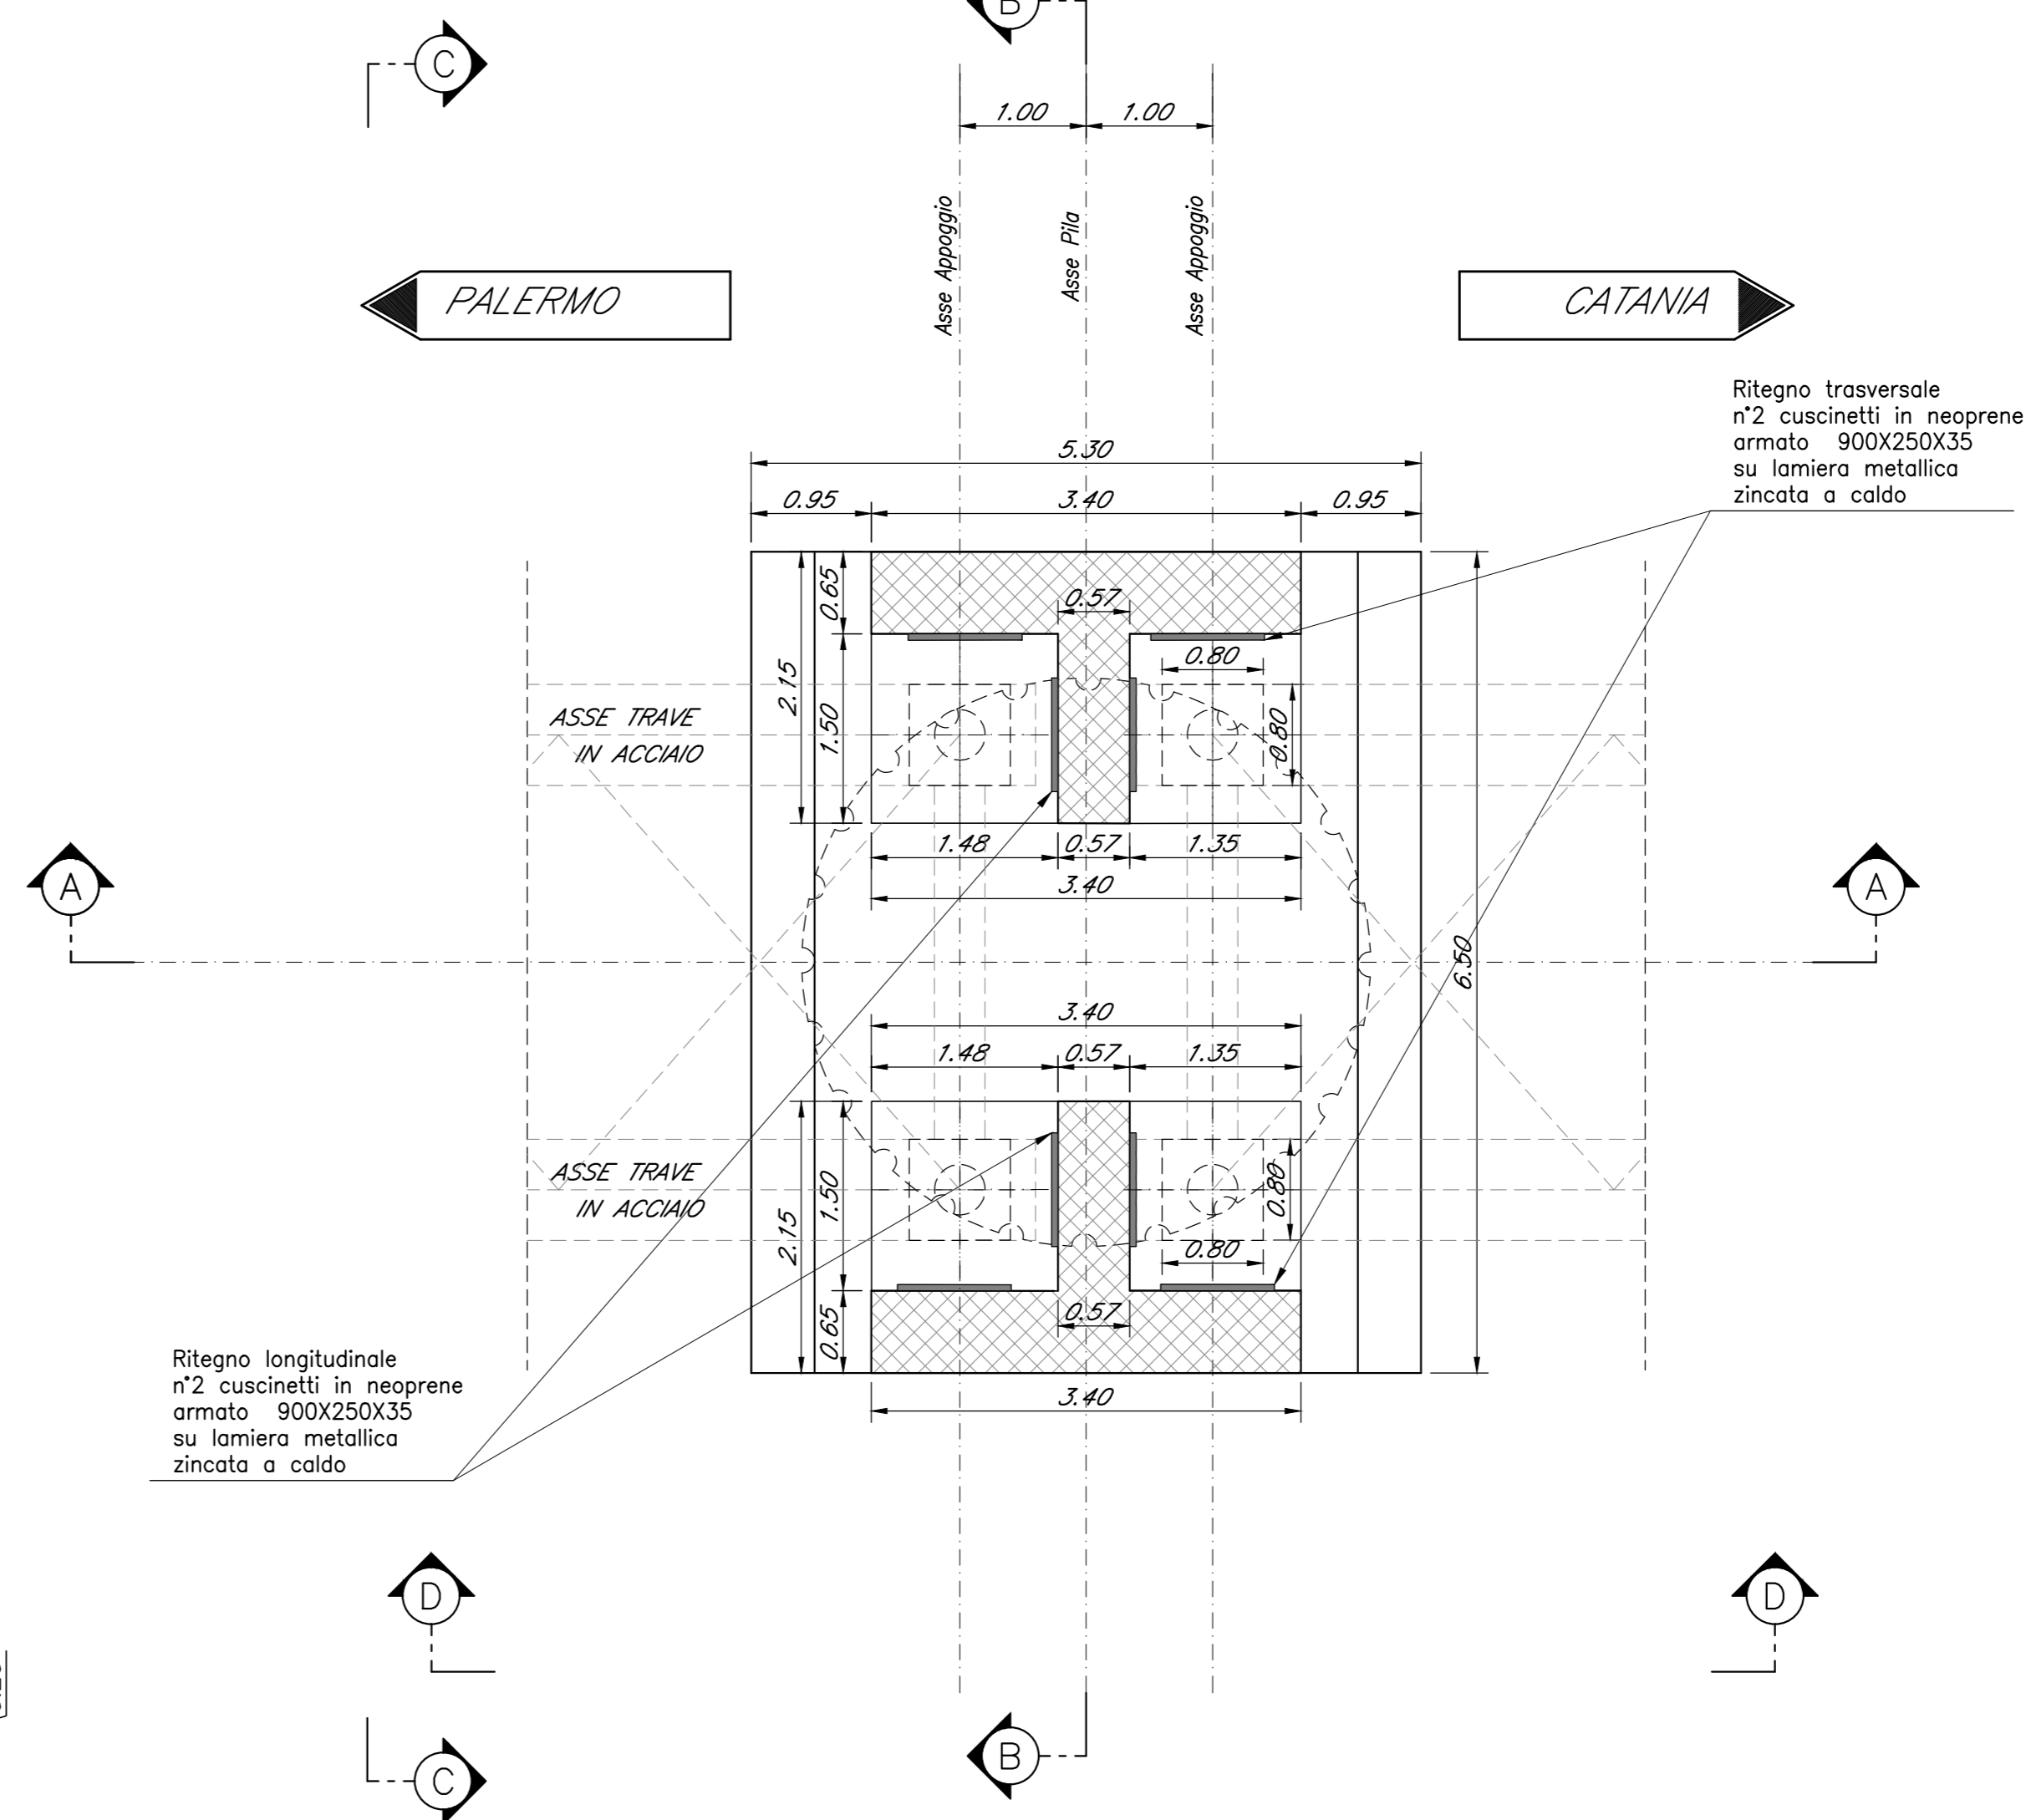 B
C
1.00
1.00
Asse Appoggio
Asse Pila
Asse Appoggio
PALERMO
CATANIA
Ritegno trasversale
n°2 cuscinetti in neoprene
armato 900X250X35
su lamiera metallica
zincata a caldo
5.30
0.95
3.40
0.95
0.65
0.57
0.80
2.15
1.50
0.80
ASSE TRAVE
IN ACCIAIO
1.48
0.57
1.35
3.40
A
A
6.50
3.40
1.48
0.57
1.35
ASSE TRAVE
IN ACCIAIO
1.50
0.80
2.15
0.80
0.65
0.57
3.40
Ritegno longitudinale
n°2 cuscinetti in neoprene
armato 900X250X35
su lamiera metallica
zincata a caldo
D
D
B
C